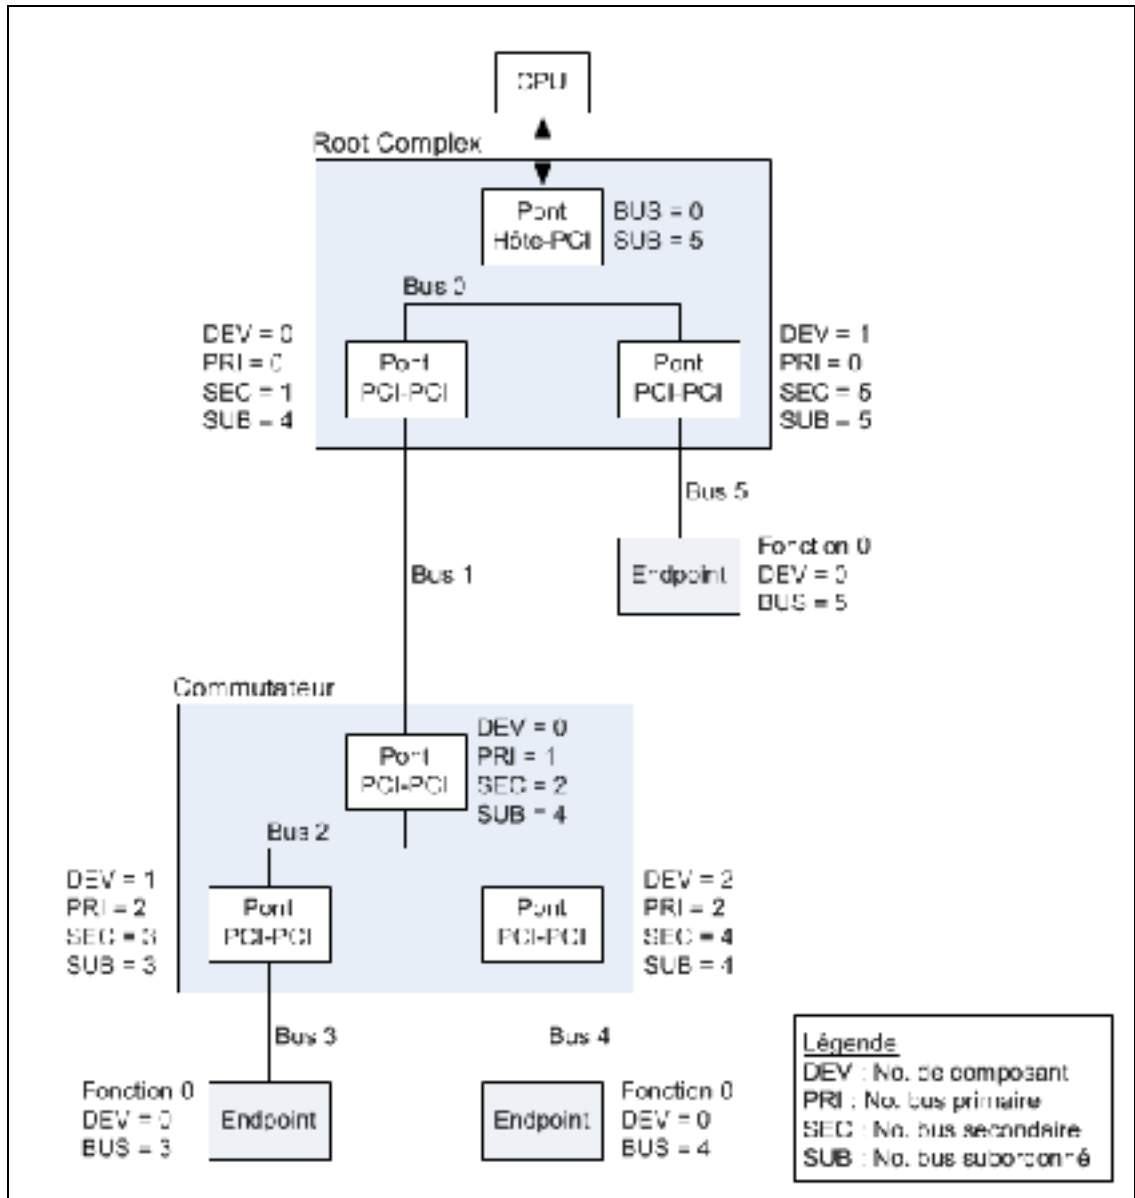 CPU
Root Complex
Pont
Hôte-PCI
BUS = 0
SUB = 5
Bus 0
DEV = 0
PRI = 0
SEC = 1
SUB = 4
Pont
PCI-PCI
Pont
PCI-PCI
DEV = 1
PRI = 0
SEC = 5
SUB = 5
Bus 5
Bus 1
Endpoint
Fonction 0
DEV = 0
BUS = 5
Commutateur
Pont
PCI-PCI
DEV = 0
PRI = 1
SEC = 2
SUB = 4
Bus 2
DEV = 1
PRI = 2
SEC = 3
SUB = 3
Pont
PCI-PCI
Pont
PCI-PCI
DEV = 2
PRI = 2
SEC = 4
SUB = 4
Bus 3
Bus 4
Fonction 0
DEV = 0
BUS = 3
Endpoint
Endpoint
Fonction 0
DEV = 0
BUS = 4
Légende
DEV : No. de composant
PRI : No. bus primaire
SEC : No. bus secondaire
SUB : No. bus subordonné